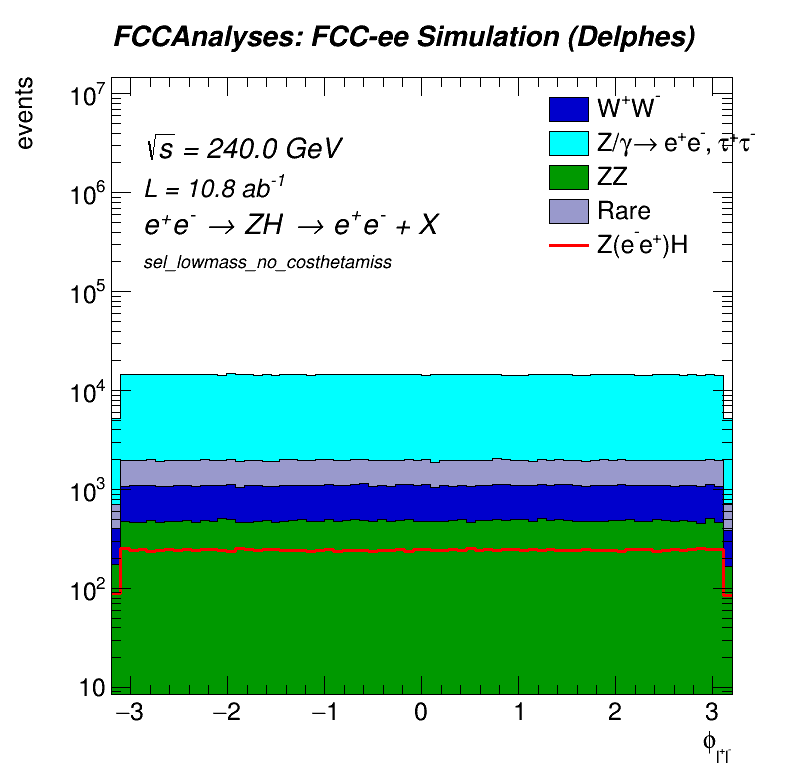 FCCAnalyses: FCC-ee Simulation (Delphes)
events
10⁷
10⁶
10⁵
10⁴
10³
10²
10
√s = 240.0 GeV
L = 10.8 ab⁻¹
e⁺e⁻ → ZH → e⁺e⁻ + X
sel_lowmass_no_costhetamiss
W⁺W⁻
Z/γ→ e⁺e⁻, τ⁺τ⁻
ZZ
Rare
Z(e⁻e⁺)H
−3 −2 −1 0 1 2 3
ϕ_l⁺l⁻